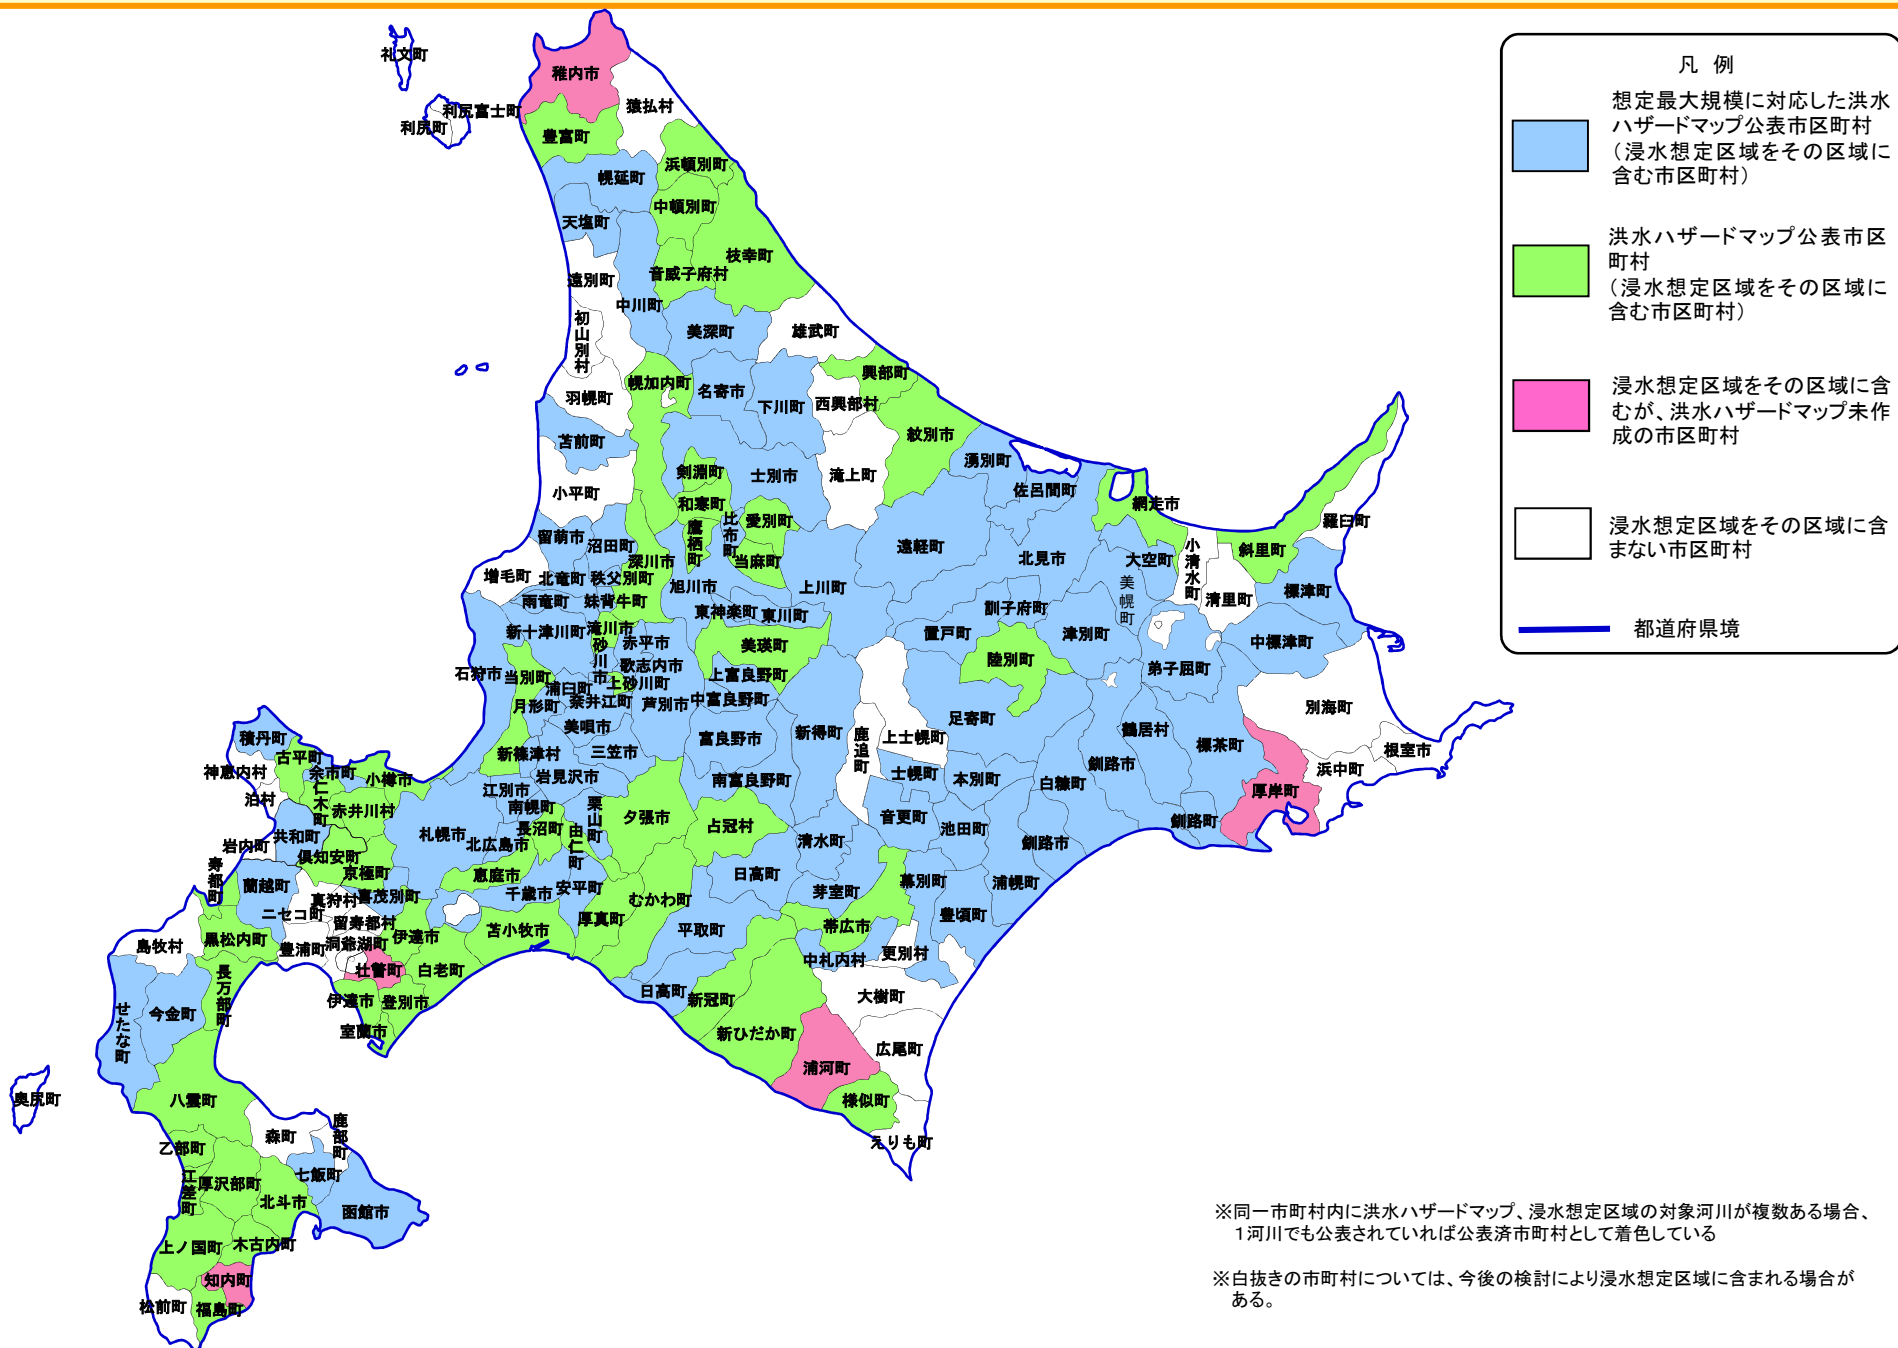 凡 例
想定最大規模に対応した洪水
ハザードマップ公表市区町村
（浸水想定区域をその区域に
含む市区町村）
洪水ハザードマップ公表市区
町村
（浸水想定区域をその区域に
含む市区町村）
浸水想定区域をその区域に含
むが、洪水ハザードマップ未作
成の市区町村
浸水想定区域をその区域に含
まない市区町村
都道府県境
礼文町
利尻富士町
利尻町
稚内市
猿払村
豊富町
浜頓別町
幌延町
中頓別町
天塩町
枝幸町
音威子府村
遠別町
中川町
初山別村
美深町
雄武町
興部町
幌加内町
名寄市
下川町
西興部村
羽幌町
紋別市
苫前町
湧別町
剣淵町
士別市
滝上町
佐呂間町
小平町
和寒町
網走市
愛別町
比布町
羅臼町
留萌市
沼田町
鷹栖町
遠軽町
北見市
大空町
小清水町
斜里町
深川市
当麻町
増毛町
北竜町
秩父別町
旭川市
上川町
美幌町
清里町
標津町
雨竜町
妹背牛町
東神楽町
東川町
訓子府町
新十津川町
滝川市
赤平市
置戸町
津別町
中標津町
砂川市
美瑛町
陸別町
石狩市
当別町
歌志内市
上砂川町
上富良野町
弟子屈町
浦臼町
月形町
奈井江町
芦別市
中富良野町
別海町
足寄町
美唄市
新得町
鹿追町
上士幌町
鶴居村
標茶町
積丹町
新篠津村
三笠市
富良野市
根室市
古平町
神恵内村
余市町
小樽市
岩見沢市
南富良野町
士幌町
本別町
白糠町
釧路市
浜中町
泊村
仁木町
赤井川村
江別市
南幌町
栗山町
厚岸町
共和町
札幌市
北広島市
長沼町
由仁町
夕張市
占冠村
清水町
音更町
池田町
釧路市
釧路町
岩内町
倶知安町
寿都町
京極町
恵庭市
日高町
蘭越町
真狩村
喜茂別町
千歳市
安平町
むかわ町
芽室町
幕別町
浦幌町
ニセコ町
留寿都村
豊頃町
黒松内町
豊浦町
洞爺湖町
伊達市
苫小牧市
厚真町
平取町
帯広市
島牧村
壮瞥町
白老町
更別村
中札内村
長万部町
伊達市
登別市
日高町
新冠町
大樹町
せたな町
今金町
室蘭市
新ひだか町
広尾町
浦河町
奥尻町
八雲町
様似町
森町
鹿部町
えりも町
乙部町
七飯町
江差町
厚沢部町
北斗市
函館市
上ノ国町
木古内町
知内町
松前町
福島町
※同一市町村内に洪水ハザードマップ、浸水想定区域の対象河川が複数ある場合、
1河川でも公表されていれば公表済市町村として着色している
※白抜きの市町村については、今後の検討により浸水想定区域に含まれる場合が
ある。